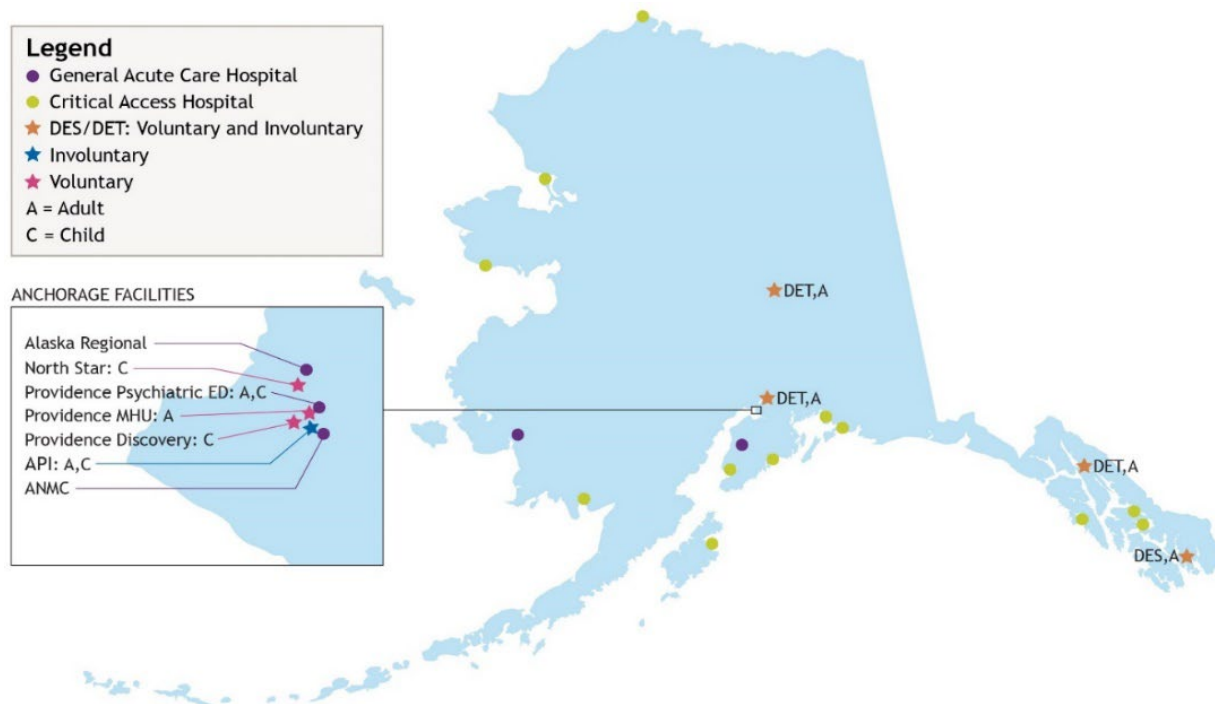 Legend
General Acute Care Hospital
Critical Access Hospital
DES/DET: Voluntary and Involuntary
Involuntary
Voluntary
A = Adult
C = Child
ANCHORAGE FACILITIES
Alaska Regional
North Star: C
Providence Psychiatric ED: A,C
Providence MHU: A
Providence Discovery: C
API: A,C
ANMC
DET,A
DET,A
DET,A
DES,A